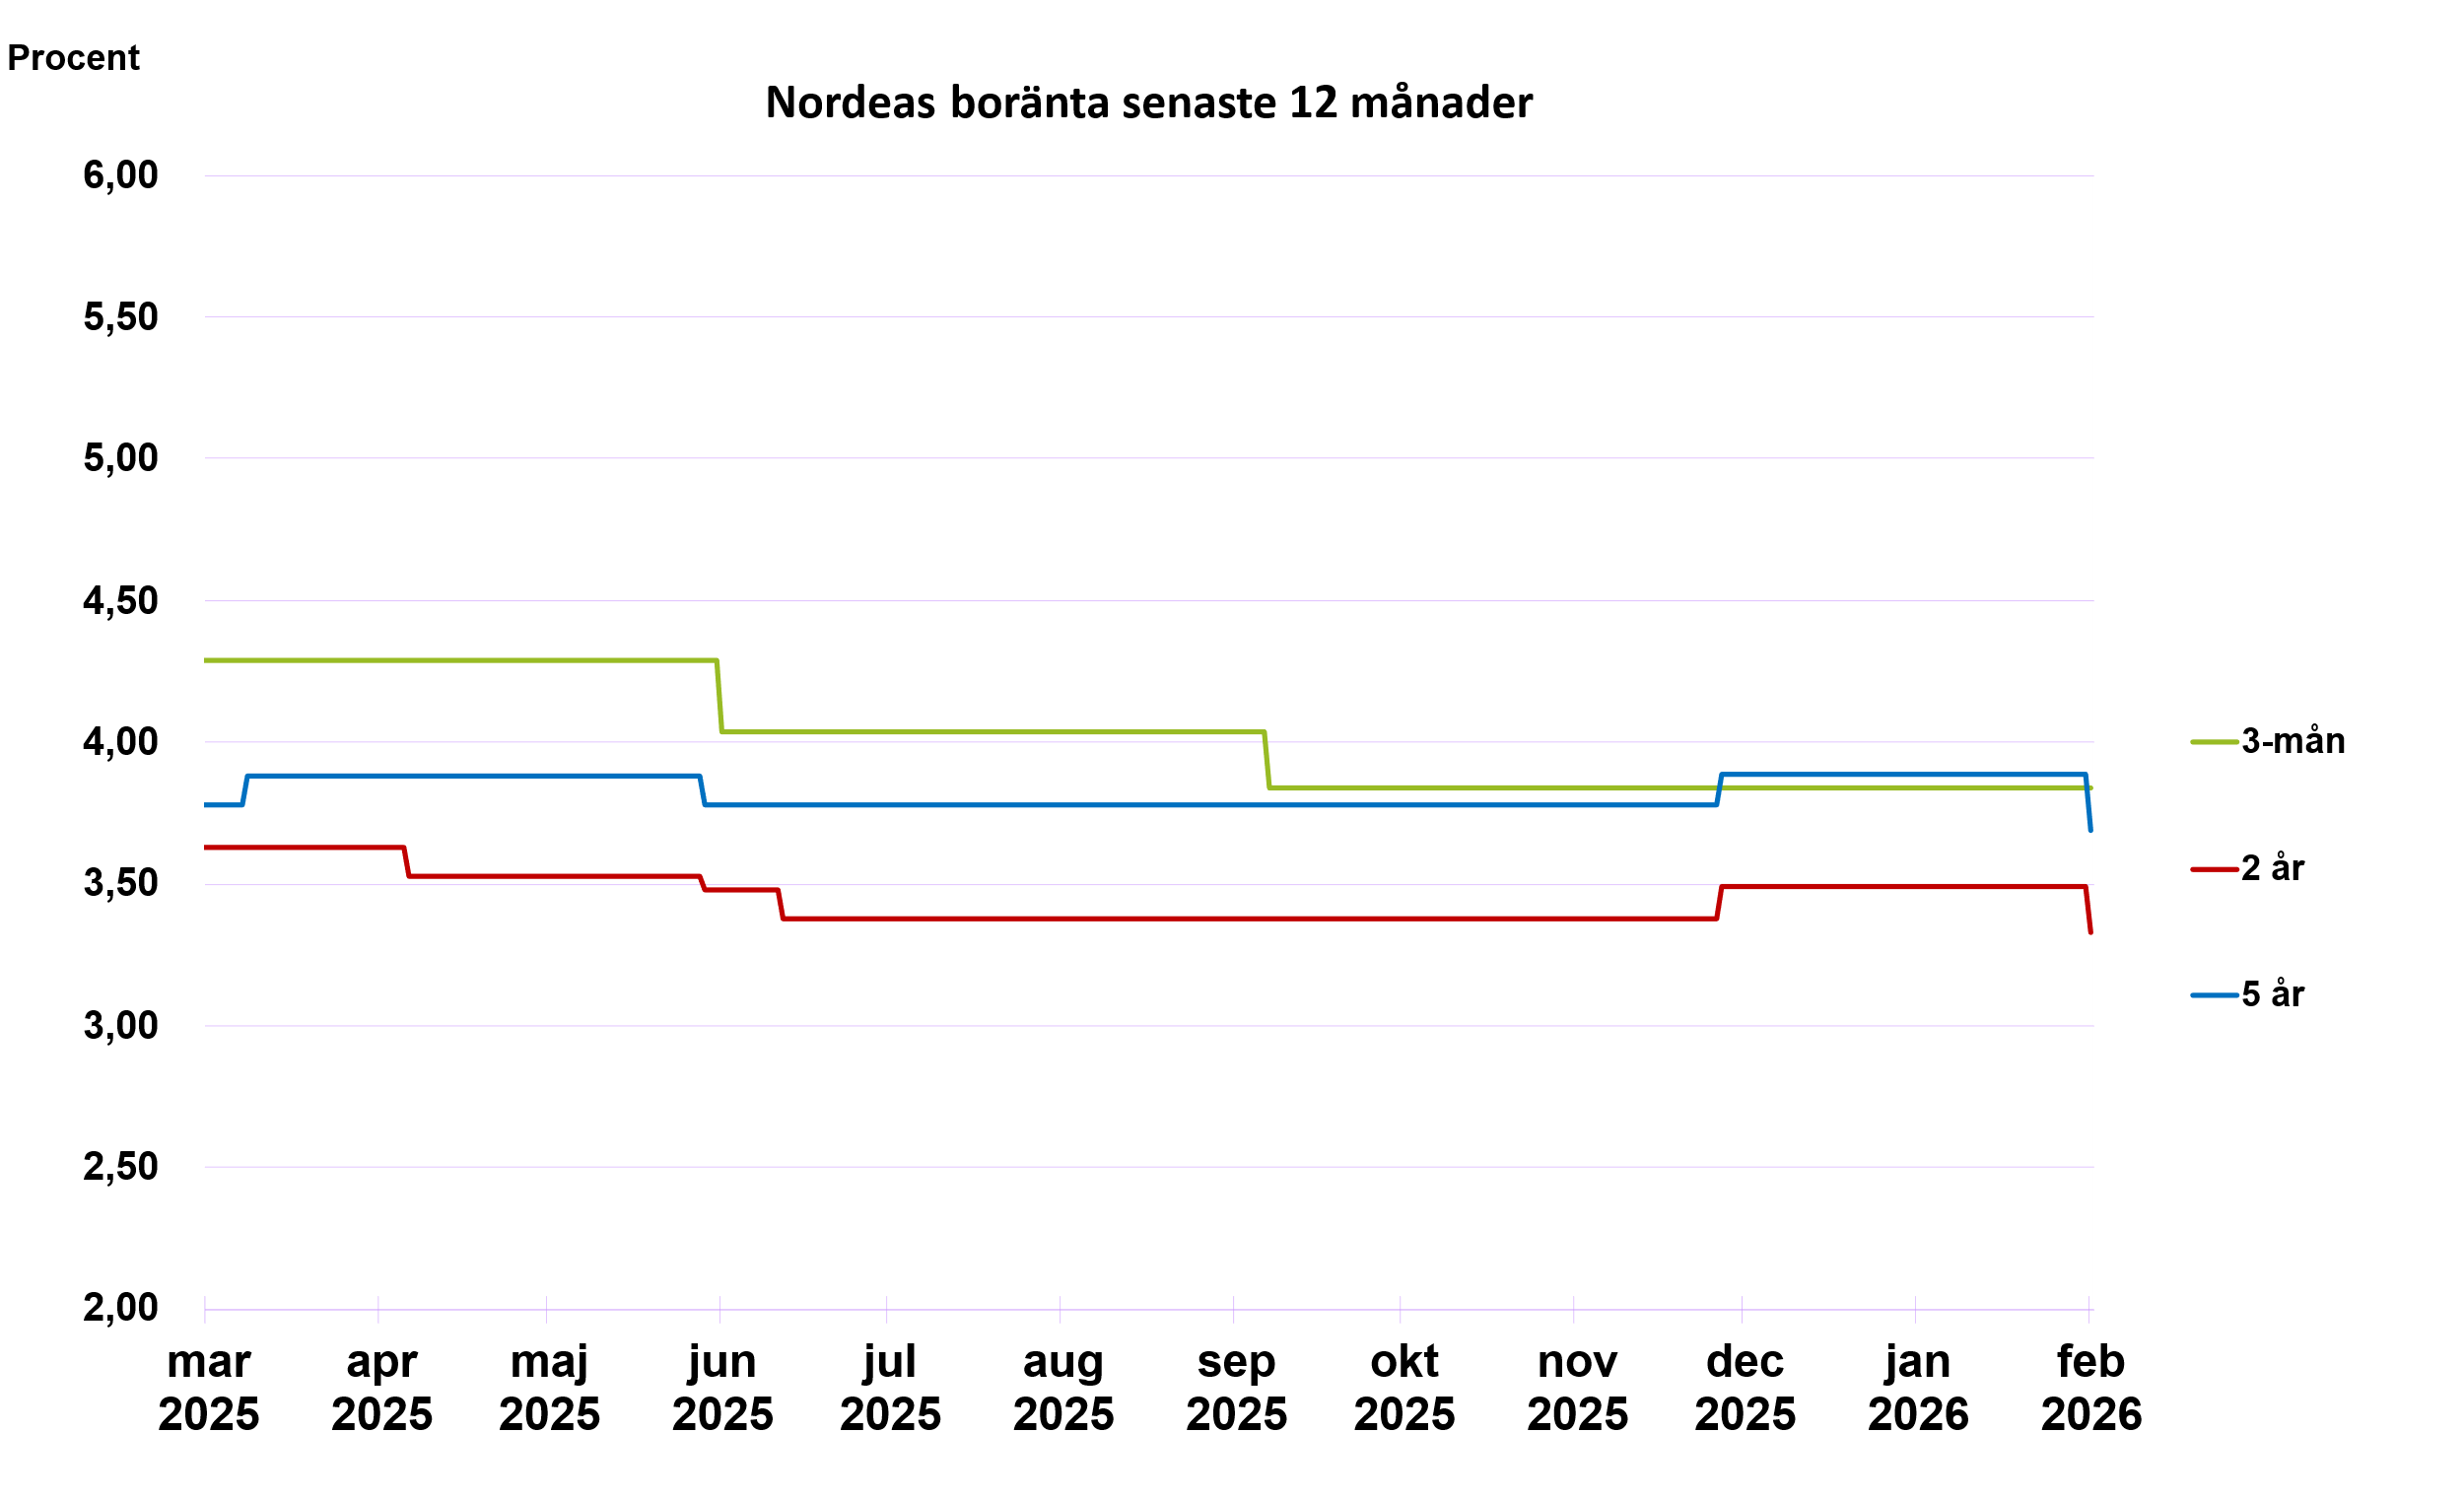 Procent
Nordeas boränta senaste 12 månader
6,00
5,50
5,00
4,50
4,00
3,50
3,00
2,50
2,00
3-mån
2 år
5 år
mar apr maj jun jul aug sep okt nov dec jan feb
2025 2025 2025 2025 2025 2025 2025 2025 2025 2025 2026 2026